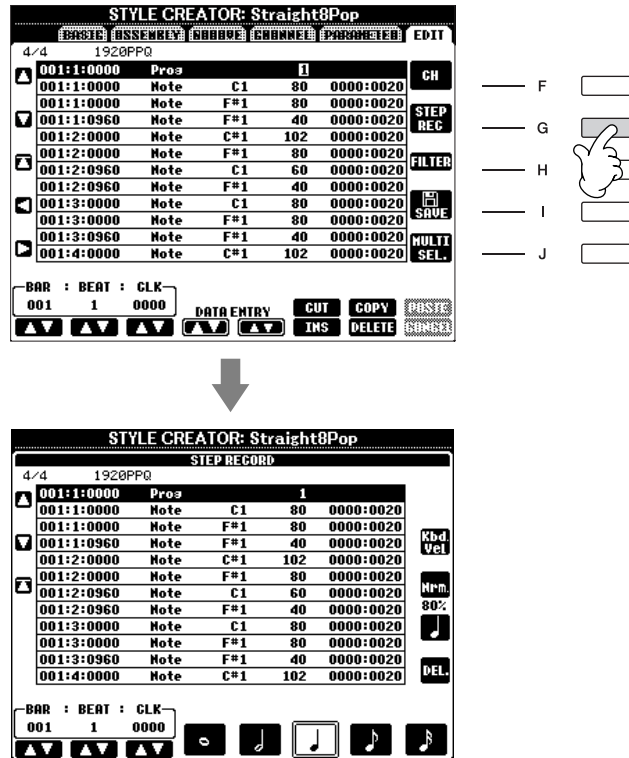 STYLE CREATOR: Straight8Pop
BASIC ASSEMBLY GROOVE CHANNEL PARAMETER EDIT
4/4 1920PPQ
001:1:0000 Prog 1
001:1:0000 Note C1 80 0000:0020
001:1:0000 Note F#1 80 0000:0020
001:1:0960 Note F#1 40 0000:0020
001:2:0000 Note C#1 102 0000:0020
001:2:0000 Note F#1 80 0000:0020
001:2:0960 Note C1 60 0000:0020
001:2:0960 Note F#1 40 0000:0020
001:3:0000 Note C1 80 0000:0020
001:3:0000 Note F#1 80 0000:0020
001:3:0960 Note F#1 40 0000:0020
001:4:0000 Note C#1 102 0000:0020
CH
STEP
REC
FILTER
SAVE
MULTI
SEL.
F
G
H
I
J
BAR : BEAT : CLK
001 1 0000
DATA ENTRY
CUT COPY PASTE
INS DELETE CANCEL
STYLE CREATOR: Straight8Pop
STEP RECORD
4/4 1920PPQ
001:1:0000 Prog 1
001:1:0000 Note C1 80 0000:0020
001:1:0000 Note F#1 80 0000:0020
001:1:0960 Note F#1 40 0000:0020
001:2:0000 Note C#1 102 0000:0020
001:2:0000 Note F#1 80 0000:0020
001:2:0960 Note C1 60 0000:0020
001:2:0960 Note F#1 40 0000:0020
001:3:0000 Note C1 80 0000:0020
001:3:0000 Note F#1 80 0000:0020
001:3:0960 Note F#1 40 0000:0020
001:4:0000 Note C#1 102 0000:0020
Kbd.
Vel
Nrm.
80%
DEL.
BAR : BEAT : CLK
001 1 0000